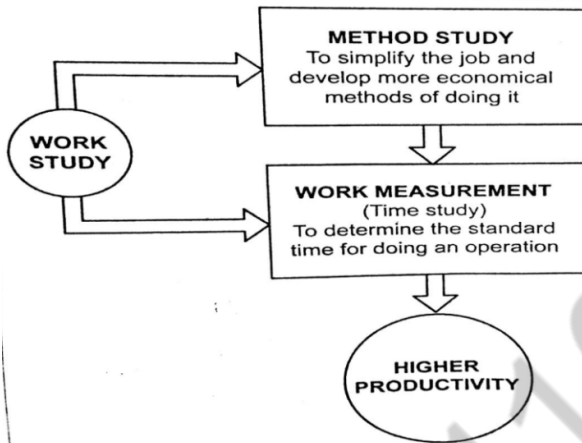 METHOD STUDY
To simplify the job and
develop more economical
methods of doing it
WORK
STUDY
WORK MEASUREMENT
(Time study)
To determine the standard
time for doing an operation
HIGHER
PRODUCTIVITY